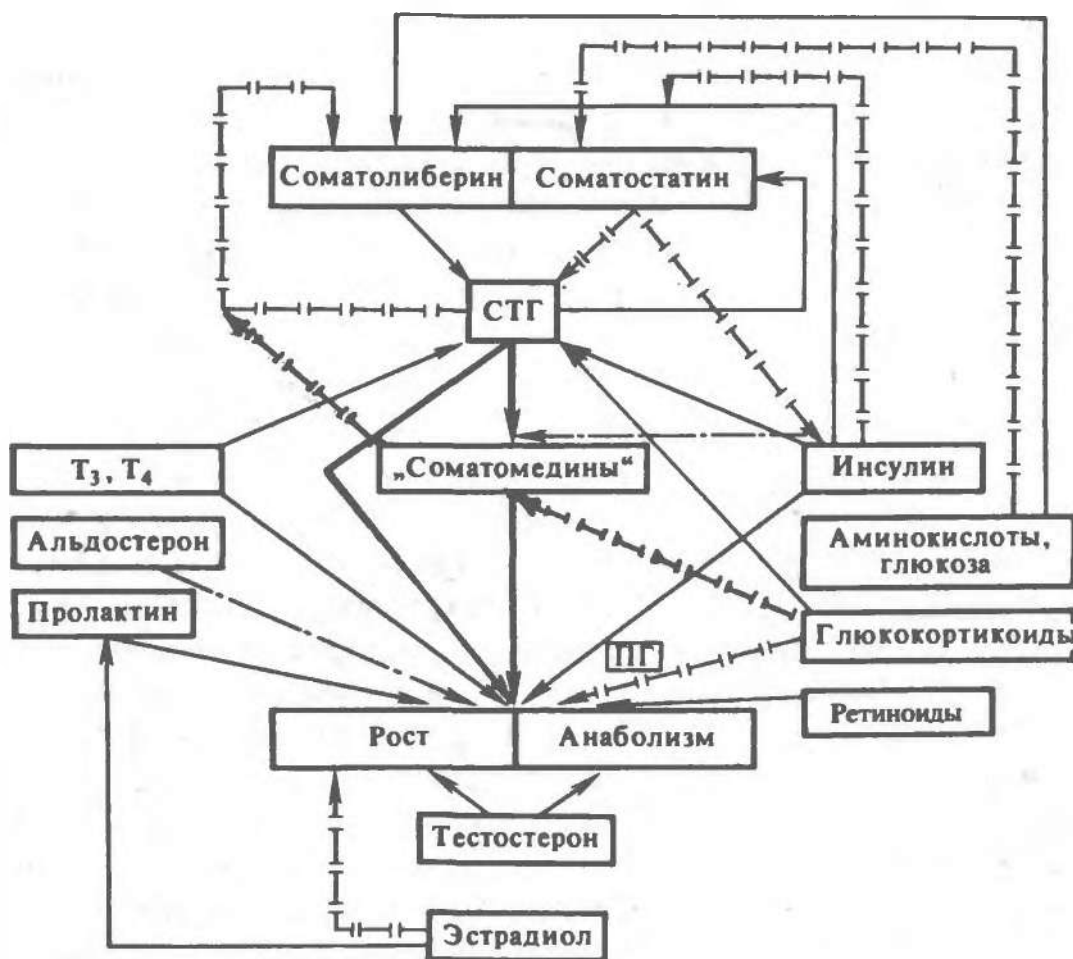 Соматолиберин
Соматостатин
СТГ
Т₃, Т₄
„Соматомедины“
Инсулин
Альдостерон
Аминокислоты,
глюкоза
Пролактин
Глюкокортикоиды
ПГ
Ретиноиды
Рост
Анаболизм
Тестостерон
Эстрадиол